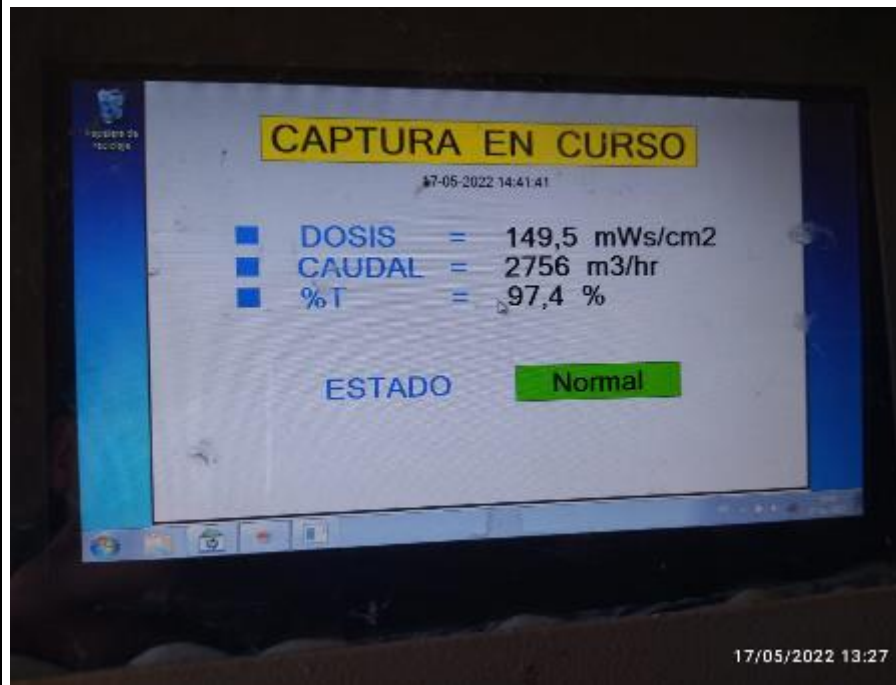 CAPTURA EN CURSO
17-05-2022 14:41:41
DOSIS = 149,5 mWs/cm2
CAUDAL = 2756 m3/hr
%T = 97,4 %
ESTADO Normal
17/05/2022 13:27